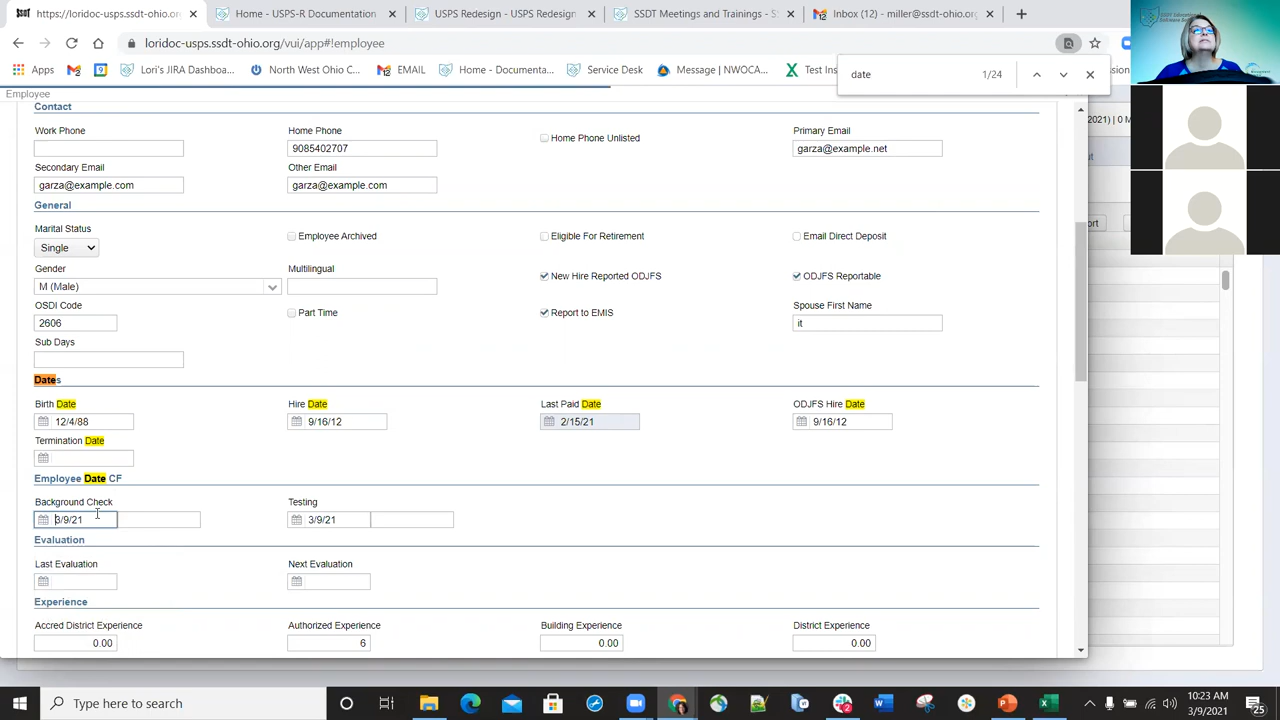 SSDT https://loridoc-usps.ssdt-ohio.org
Home - USPS-R Documentation
USPS Redesign - USPS Redesign
SSDT Meetings and Trainings - S
Inbox (12) - miller@ssdt-ohio.org
loridoc-usps.ssdt-ohio.org/vui/app#!employee
Apps
Lori's JIRA Dashboa...
North West Ohio C...
EMAIL
Home - Documenta...
Service Desk
Message | NWOCA...
Test Ins
date 1/24
Employee
2021) | 0 M
Contact
Work Phone Home Phone Home Phone Unlisted Primary Email
9085402707 garza@example.net
Secondary Email Other Email
garza@example.com garza@example.com
General
Marital Status
Single Employee Archived Eligible For Retirement Email Direct Deposit
Gender Multilingual New Hire Reported ODJFS ODJFS Reportable
M (Male)
OSDI Code Part Time Report to EMIS Spouse First Name
2606 it
Sub Days
Dates
Birth Date Hire Date Last Paid Date ODJFS Hire Date
12/4/88 9/16/12 2/15/21 9/16/12
Termination Date
Employee Date CF
Background Check Testing
3/9/21 3/9/21
Evaluation
Last Evaluation Next Evaluation
Experience
Accred District Experience Authorized Experience Building Experience District Experience
0.00 6 0.00 0.00
Type here to search
10:23 AM
3/9/2021
25